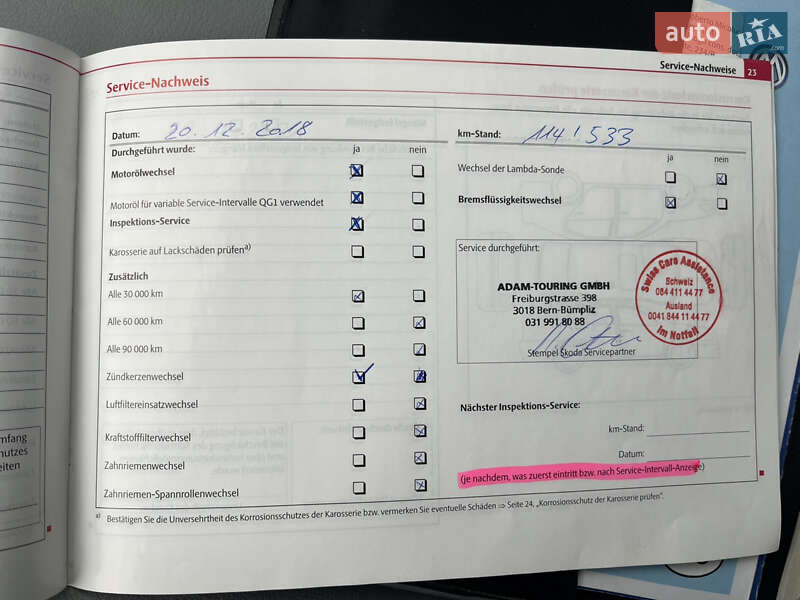 auto RIA
.com
Service-Nachweise 23
Service-Nachweis
Datum: 20.12.2018
km-Stand: 114'533
Durchgeführt wurde: ja nein
ja nein
Motorölwechsel
Wechsel der Lambda-Sonde
Motoröl für variable Service-Intervalle QG1 verwendet
Bremsflüssigkeitswechsel
Inspektions-Service
Karosserie auf Lackschäden prüfen a)
Service durchgeführt:
Zusätzlich
Alle 30 000 km
Alle 60 000 km
Alle 90 000 km
ADAM-TOURING GMBH
Freiburgstrasse 398
3018 Bern-Bümpliz
031 991 80 88
Stempel Škoda Servicepartner
Swiss Care Assistance
Schweiz
084 411 44 77
Ausland
0041 844 11 44 77
im Notfall
Zündkerzenwechsel
Luftfiltereinsatzwechsel
Kraftstofffilterwechsel
Zahnriemenwechsel
Zahnriemen-Spannrollenwechsel
Nächster Inspektions-Service:
km-Stand:
Datum:
(je nachdem, was zuerst eintritt bzw. nach Service-Intervall-Anzeige)
a) Bestätigen Sie die Unversehrtheit des Korrosionsschutzes der Karosserie bzw. vermerken Sie eventuelle Schäden ⇒ Seite 24, „Korrosionsschutz der Karosserie prüfen".